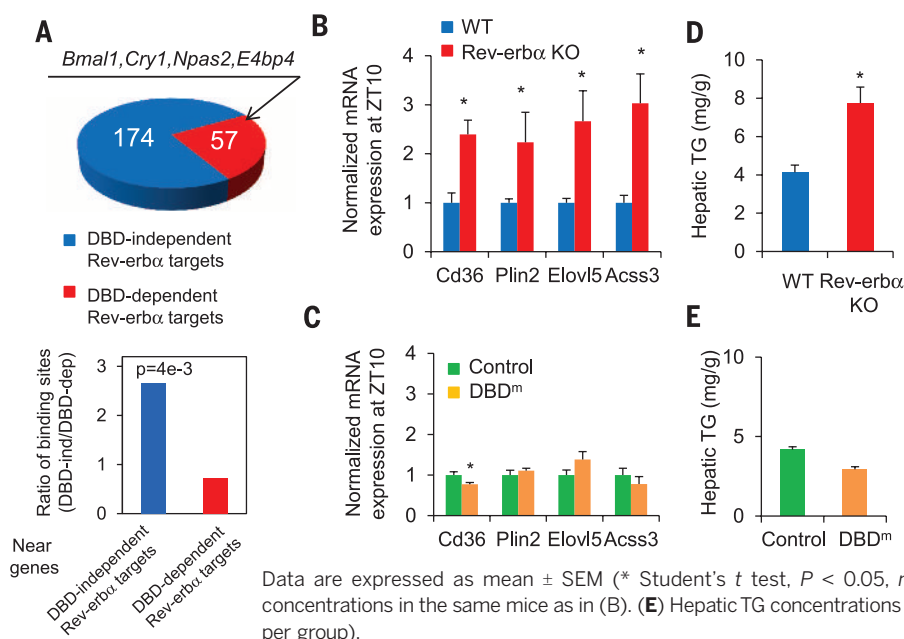 A
Bmal1,Cry1,Npas2,E4bp4
174
57
DBD-independent
Rev-erbα targets
DBD-dependent
Rev-erbα targets
Ratio of binding sites
(DBD-ind/DBD-dep)
3
2
1
0
p=4e-3
Near
genes
DBD-independent
Rev-erbα targets
DBD-dependent
Rev-erbα targets
B
WT
Rev-erbα KO
Normalized mRNA
expression at ZT10
4
3
2
1
0
*
*
*
*
Cd36
Plin2
Elovl5
Acss3
C
Control
DBDᵐ
Normalized mRNA
expression at ZT10
4
3
2
1
0
*
Cd36
Plin2
Elovl5
Acss3
D
Hepatic TG (mg/g)
10
8
6
4
2
0
*
WT
Rev-erbα
KO
E
Hepatic TG (mg/g)
10
5
0
Control
DBDᵐ
Data are expressed as mean ± SEM (* Student's t test, P < 0.05,
concentrations in the same mice as in (B). (E) Hepatic TG concentrations
per group).